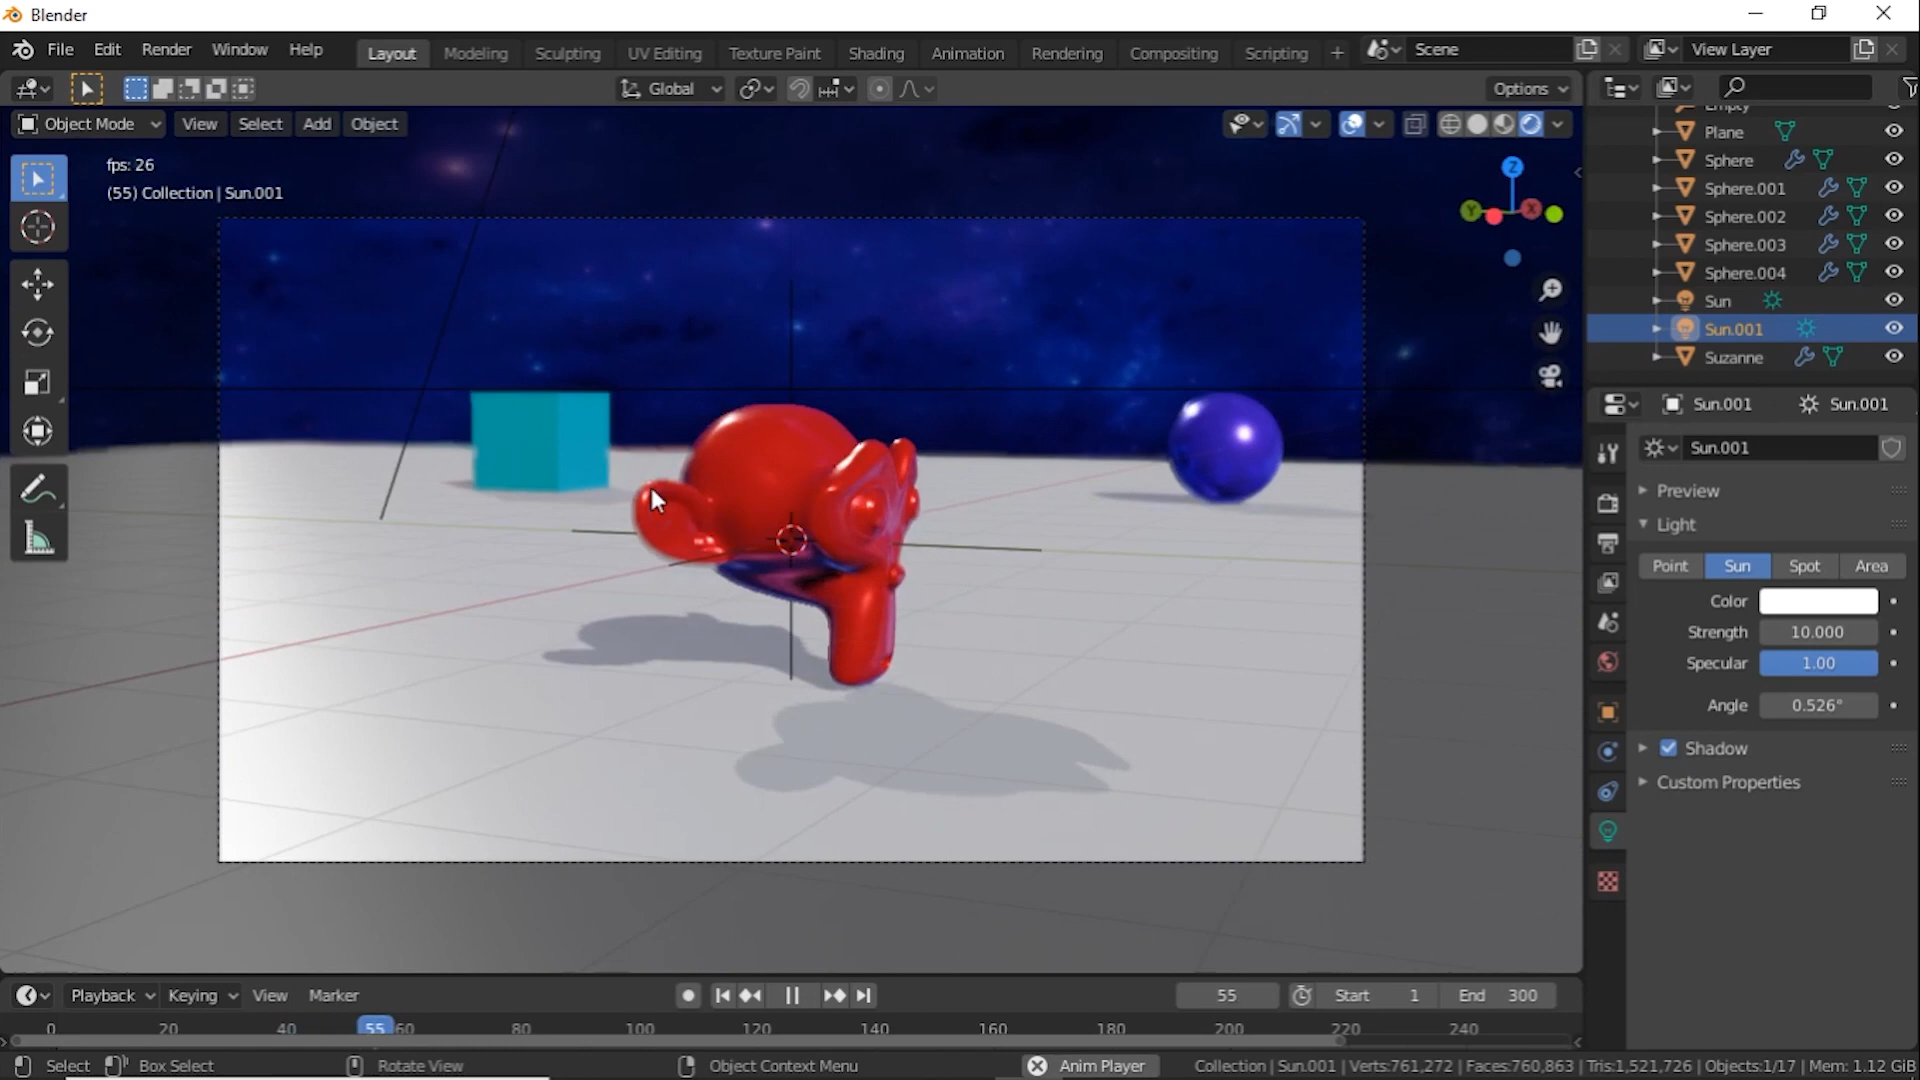 Blender
File Edit Render Window Help Layout Modeling Sculpting UV Editing Texture Paint Shading Animation Rendering Compositing Scripting + Scene View Layer
Global Options
Object Mode View Select Add Object
fps: 26
(55) Collection | Sun.001
Z
Y X
Empty
Plane
Sphere
Sphere.001
Sphere.002
Sphere.003
Sphere.004
Sun
Sun.001
Suzanne
Sun.001 Sun.001
Sun.001
Preview
Light
Point Sun Spot Area
Color
Strength 10.000
Specular 1.00
Angle 0.526°
Shadow
Custom Properties
Playback Keying View Marker 55 Start 1 End 300
0 20 40 55 60 80 100 120 140 160 180 200 220 240
Select Box Select Rotate View Object Context Menu Anim Player Collection | Sun.001 | Verts:761,272 | Faces:760,863 | Tris:1,521,726 | Objects:1/17 | Mem: 1.12 GiB